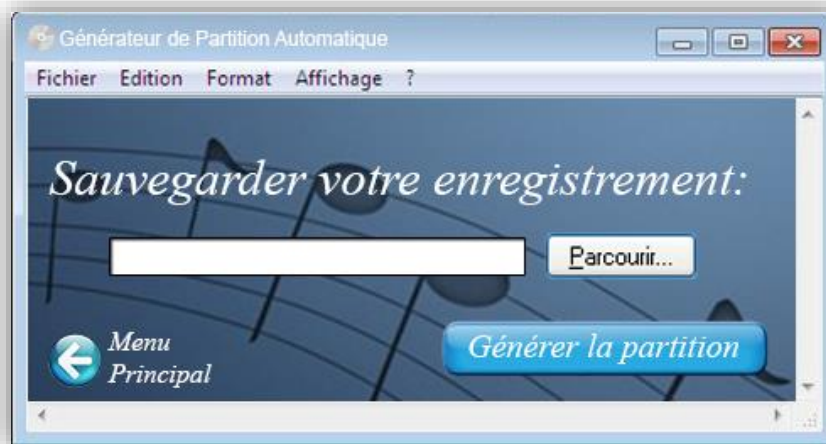 Générateur de Partition Automatique
Fichier Edition Format Affichage ?
Sauvegarder votre enregistrement:
Parcourir...
Menu
Principal
Générer la partition